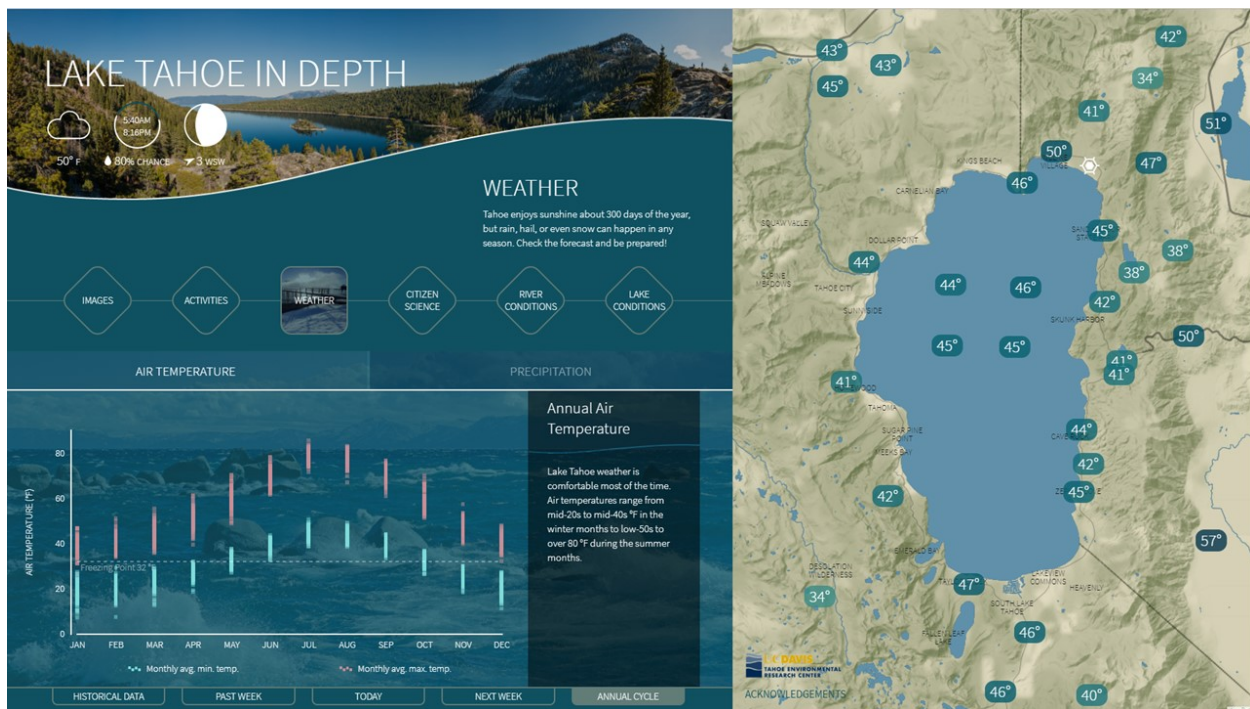 LAKE TAHOE IN DEPTH
5:40AM
8:16PM
50° F
80% CHANCE
3 WSW
WEATHER
Tahoe enjoys sunshine about 300 days of the year,
but rain, hail, or even snow can happen in any
season. Check the forecast and be prepared!
IMAGES
ACTIVITIES
WEATHER
CITIZEN
SCIENCE
RIVER
CONDITIONS
LAKE
CONDITIONS
AIR TEMPERATURE
PRECIPITATION
AIR TEMPERATURE (°F)
80
60
40
20
0
Freezing Point 32 °F
JAN FEB MAR APR MAY JUN JUL AUG SEP OCT NOV DEC
Monthly avg. min. temp.
Monthly avg. max. temp.
Annual Air
Temperature
Lake Tahoe weather is
comfortable most of the time.
Air temperatures range from
mid-20s to mid-40s °F in the
winter months to low-50s to
over 80 °F during the summer
months.
HISTORICAL DATA
PAST WEEK
TODAY
NEXT WEEK
ANNUAL CYCLE
42°
43°
43°
34°
45°
41°
51°
50°
47°
KINGS BEACH
46°
CARNELIAN BAY
SQUAW VALLEY
45°
DOLLAR POINT
38°
44°
38°
ALPINE
MEADOWS
TAHOE CITY
44°
46°
42°
SUNNYSIDE
SKUNK HARBOR
50°
45°
45°
41°
41°
41°
TAHOMA
SUGAR PINE
POINT
44°
MEEKS BAY
42°
42°
45°
57°
EMERALD BAY
DESOLATION
WILDERNESS
LAKEVIEW
COMMONS
47°
HEAVENLY
34°
SOUTH LAKE
TAHOE
46°
FALLEN LEAF
LAKE
UC DAVIS
TAHOE ENVIRONMENTAL
RESEARCH CENTER
ACKNOWLEDGEMENTS
46°
40°